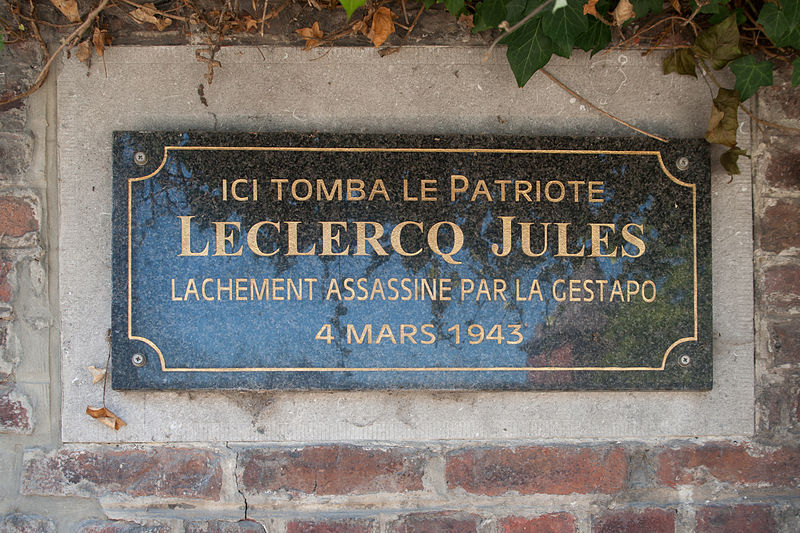 ICI TOMBA LE PATRIOTE
LECLERCQ JULES
LACHEMENT ASSASSINE PAR LA GESTAPO
4 MARS 1943